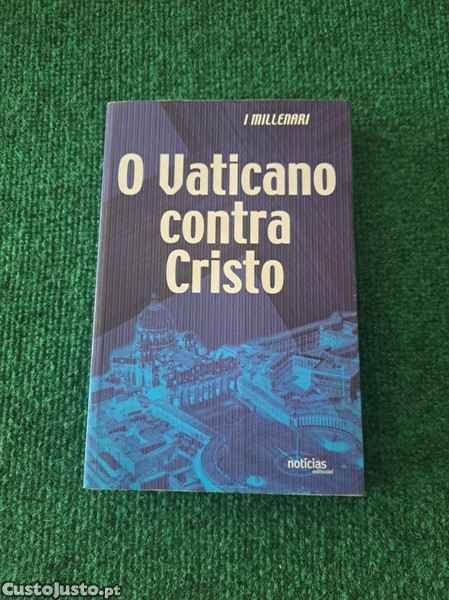 I MILLENARI
O Vaticano
contra
Cristo
notícias
editorial
CustoJusto.pt